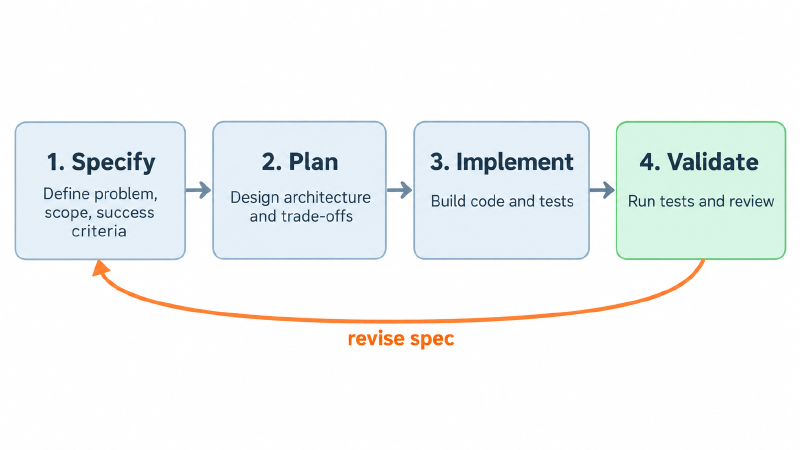 1. Specify
Define problem,
scope, success
criteria
2. Plan
Design architecture
and trade-offs
3. Implement
Build code and tests
4. Validate
Run tests and review
revise spec